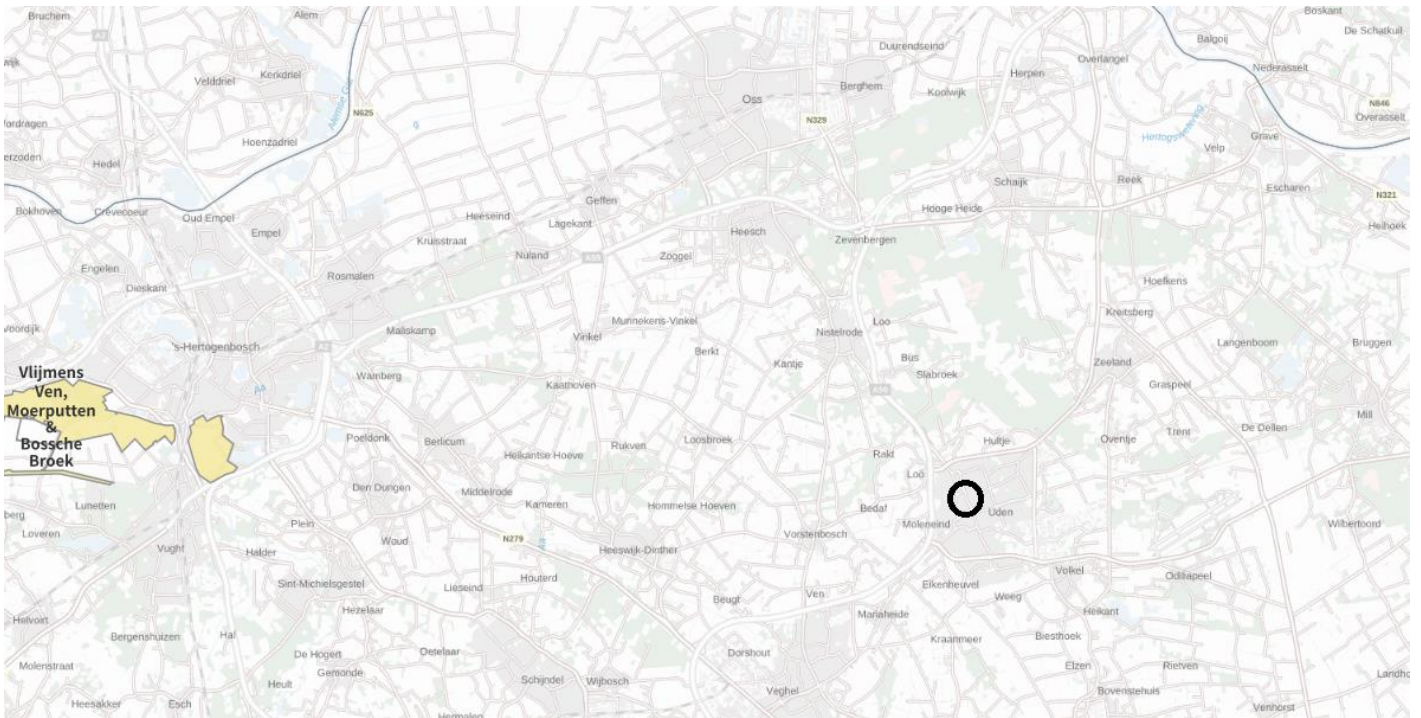 Bruchem
Alem
Boskant
De Schatkuil
A2
Balgoij
Duurendseind
Velddriel
Kerkdriel
Overlangel
Nederasselt
Herpen
Berghem
Koolwijk
Oss
N846
Overasselt
N625
N329
Hoenzadriel
Hertogswetering
Grave
Velp
Hedel
Schaijk
Reek
Escharen
N321
Geffen
Hooge Heide
Bokhoven
Crèvecoeur
Oud Empel
Heeseind
Lagekant
Heihoek
Empel
Heesch
Kruisstraat
Zevenbergen
Nuland
A59
Zoggel
Engelen
Rosmalen
Hoefkens
Dieskant
Kreitsberg
Munnekens-Vinkel
Loo
Maliskamp
Nistelrode
Vinkel
Langenboom
Bruggen
's-Hertogenbosch
A2
Berkt
Bus
Kantje
Zeeland
Vlijmens
Ven,
Moerputten
&
Bossche
Broek
Wamberg
Slabroek
Kaathoven
Graspeel
Aa
A50
Mill
De Dellen
Trent
Poeldonk
Berlicum
Loosbroek
Hultje
Oventje
Rukven
Heikantse Hoeve
Rakt
Loo
Den Dungen
Middelrode
Lunetten
Kameren
Hommelse Hoeven
Bedaf
Uden
Plein
Moleneind
Wilbertoord
Loveren
Vorstenbosch
N279
Aa
Woud
Vught
Halder
Heeswijk-Dinther
Volkel
Odiliapeel
Houterd
Sint-Michielsgestel
Lieseind
Eikenheuvel
Ven
Weeg
Beugt
Hezelaar
Heikant
Mariaheide
Helvoirt
Bergenshuizen
Hal
Kraanmeer
Biesthoek
Oetelaar
De Hogert
Dorshout
Molenstraat
Gemonde
Elzen
Rietven
Schijndel
Wijbosch
Heult
Veghel
Bovenstehuis
Heesakker
Esch
Venhorst